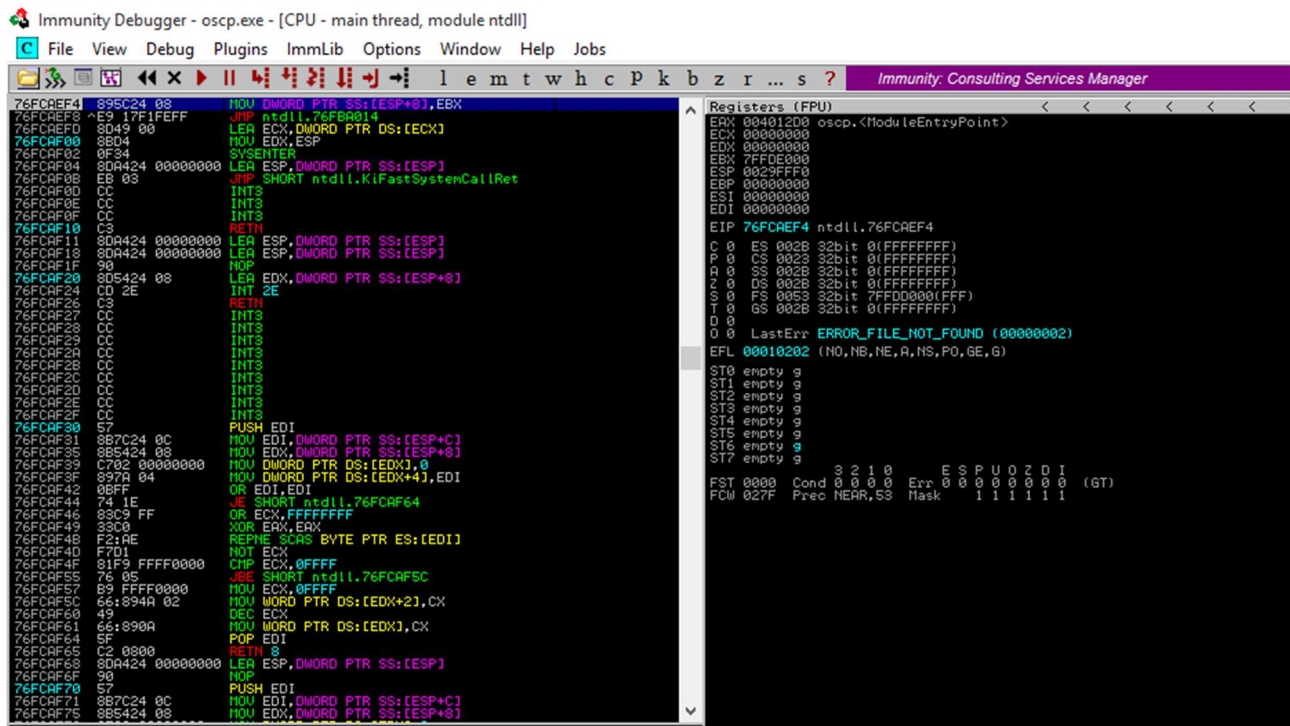 Immunity Debugger - oscp.exe - [CPU - main thread, module ntdll]
C File View Debug Plugins ImmLib Options Window Help Jobs
l e m t w h c P k b z r ... s ? Immunity: Consulting Services Manager
76FCAEF4 895C24 08 MOV DWORD PTR SS:[ESP+8],EBX
76FCAEF8 ^E9 17F1FEFF JMP ntdll.76FBA014
76FCAEFD 8D49 00 LEA ECX,DWORD PTR DS:[ECX]
76FCAF00 8BD4 MOV EDX,ESP
76FCAF02 0F34 SYSENTER
76FCAF04 8DA424 00000000 LEA ESP,DWORD PTR SS:[ESP]
76FCAF0B EB 03 JMP SHORT ntdll.KiFastSystemCallRet
76FCAF0D CC INT3
76FCAF0E CC INT3
76FCAF0F CC INT3
76FCAF10 C3 RETN
76FCAF11 8DA424 00000000 LEA ESP,DWORD PTR SS:[ESP]
76FCAF18 8DA424 00000000 LEA ESP,DWORD PTR SS:[ESP]
76FCAF1F 90 NOP
76FCAF20 8D5424 08 LEA EDX,DWORD PTR SS:[ESP+8]
76FCAF24 CD 2E INT 2E
76FCAF26 C3 RETN
76FCAF27 CC INT3
76FCAF28 CC INT3
76FCAF29 CC INT3
76FCAF2A CC INT3
76FCAF2B CC INT3
76FCAF2C CC INT3
76FCAF2D CC INT3
76FCAF2E CC INT3
76FCAF2F CC INT3
76FCAF30 57 PUSH EDI
76FCAF31 8B7C24 0C MOV EDI,DWORD PTR SS:[ESP+C]
76FCAF35 8B5424 08 MOV EDX,DWORD PTR SS:[ESP+8]
76FCAF39 C702 00000000 MOV DWORD PTR DS:[EDX],0
76FCAF3F 897A 04 MOV DWORD PTR DS:[EDX+4],EDI
76FCAF42 0BFF OR EDI,EDI
76FCAF44 74 1E JE SHORT ntdll.76FCAF64
76FCAF46 83C9 FF OR ECX,FFFFFFFF
76FCAF49 33C0 XOR EAX,EAX
76FCAF4B F2:AE REPNE SCAS BYTE PTR ES:[EDI]
76FCAF4D F7D1 NOT ECX
76FCAF4F 81F9 FFFF0000 CMP ECX,0FFFF
76FCAF55 76 05 JBE SHORT ntdll.76FCAF5C
76FCAF57 B9 FFFF0000 MOV ECX,0FFFF
76FCAF5C 66:894A 02 MOV WORD PTR DS:[EDX+2],CX
76FCAF60 49 DEC ECX
76FCAF61 66:890A MOV WORD PTR DS:[EDX],CX
76FCAF64 5F POP EDI
76FCAF65 C2 0800 RETN 8
76FCAF68 8DA424 00000000 LEA ESP,DWORD PTR SS:[ESP]
76FCAF6F 90 NOP
76FCAF70 57 PUSH EDI
76FCAF71 8B7C24 0C MOV EDI,DWORD PTR SS:[ESP+C]
76FCAF75 8B5424 08 MOV EDX,DWORD PTR SS:[ESP+8]
Registers (FPU) < < < < < <
EAX 004012D0 oscp.<ModuleEntryPoint>
ECX 00000000
EDX 00000000
EBX 7FFDE000
ESP 0029FFF0
EBP 00000000
ESI 00000000
EDI 00000000
EIP 76FCAEF4 ntdll.76FCAEF4
C 0 ES 002B 32bit 0(FFFFFFFF)
P 0 CS 0023 32bit 0(FFFFFFFF)
A 0 SS 002B 32bit 0(FFFFFFFF)
Z 0 DS 002B 32bit 0(FFFFFFFF)
S 0 FS 0053 32bit 7FFDD000(FFF)
T 0 GS 002B 32bit 0(FFFFFFFF)
D 0
O 0 LastErr ERROR_FILE_NOT_FOUND (00000002)
EFL 00010202 (NO,NB,NE,A,NS,PO,GE,G)
ST0 empty g
ST1 empty g
ST2 empty g
ST3 empty g
ST4 empty g
ST5 empty g
ST6 empty g
ST7 empty g
3 2 1 0 E S P U O Z D I
FST 0000 Cond 0 0 0 0 Err 0 0 0 0 0 0 0 0 (GT)
FCW 027F Prec NEAR,53 Mask 1 1 1 1 1 1